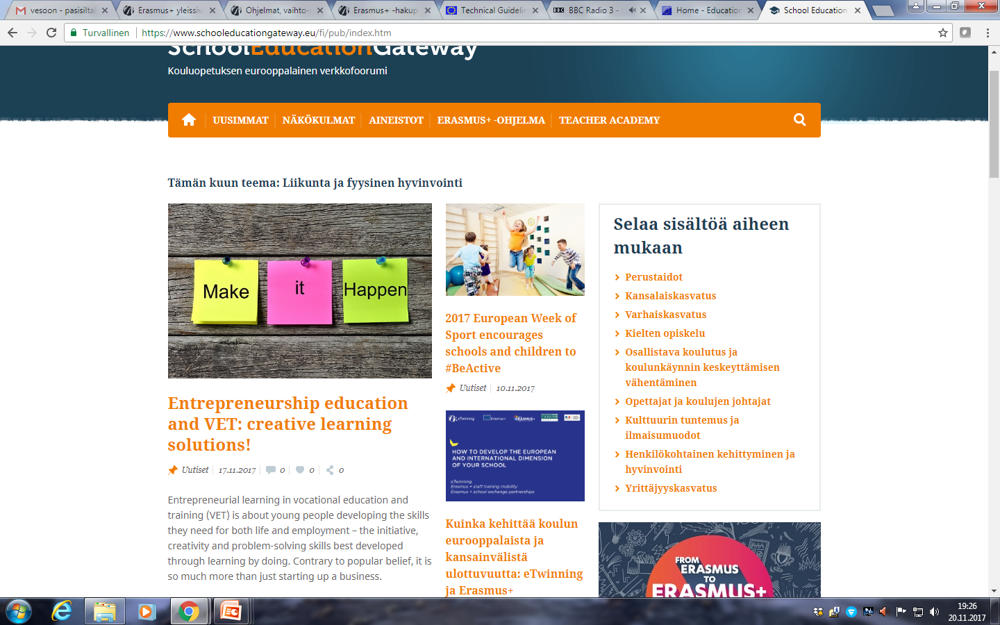 vesoon - pasisilta
Erasmus+ yleissiv
Ohjelmat, vaihto-
Erasmus+ -hakup
Technical Guidelin
BBC Radio 3 -
Home - Education
School Education
Turvallinen
https://www.schooleducationgateway.eu/fi/pub/index.htm
SchoolEducationGateway
Kouluopetuksen eurooppalainen verkkofoorumi
UUSIMMAT
NÄKÖKULMAT
AINEISTOT
ERASMUS+ -OHJELMA
TEACHER ACADEMY
Tämän kuun teema: Liikunta ja fyysinen hyvinvointi
Make it Happen
Entrepreneurship education
and VET: creative learning
solutions!
Uutiset 17.11.2017 0 0 0
Entrepreneurial learning in vocational education and
training (VET) is about young people developing the skills
they need for both life and employment – the initiative,
creativity and problem-solving skills best developed
through learning by doing. Contrary to popular belief, it is
so much more than just starting up a business.
2017 European Week of
Sport encourages
schools and children to
#BeActive
Uutiset 10.11.2017
eTwinning
Erasmus+
HOW TO DEVELOP THE EUROPEAN
AND INTERNATIONAL DIMENSION
OF YOUR SCHOOL
eTwinning,
Erasmus + staff training mobility
Erasmus + school exchange partnerships
Kuinka kehittää koulun
eurooppalaista ja
kansainvälistä
ulottuvuutta: eTwinning
ja Erasmus+
Selaa sisältöä aiheen
mukaan
Perustaidot
Kansalaiskasvatus
Varhaiskasvatus
Kielten opiskelu
Osallistava koulutus ja
koulunkäynnin keskeyttämisen
vähentäminen
Opettajat ja koulujen johtajat
Kulttuurin tuntemus ja
ilmaisumuodot
Henkilökohtainen kehittyminen ja
hyvinvointi
Yrittäjyyskasvatus
FROM
ERASMUS
TO
ERASMUS+
19:26
20.11.2017